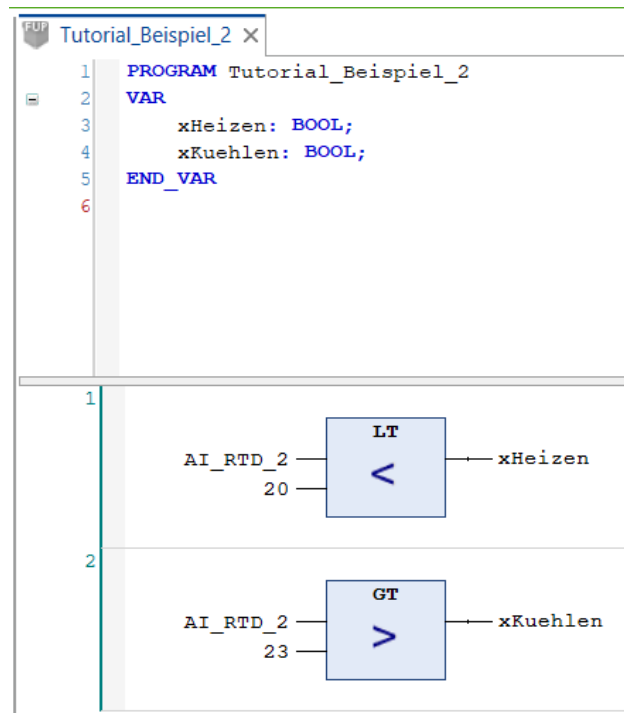 FUP Tutorial_Beispiel_2
1 PROGRAM Tutorial_Beispiel_2
2 VAR
3 xHeizen: BOOL;
4 xKuehlen: BOOL;
5 END_VAR
6
1
LT
AI_RTD_2 < xHeizen
20
2
GT
AI_RTD_2 > xKuehlen
23